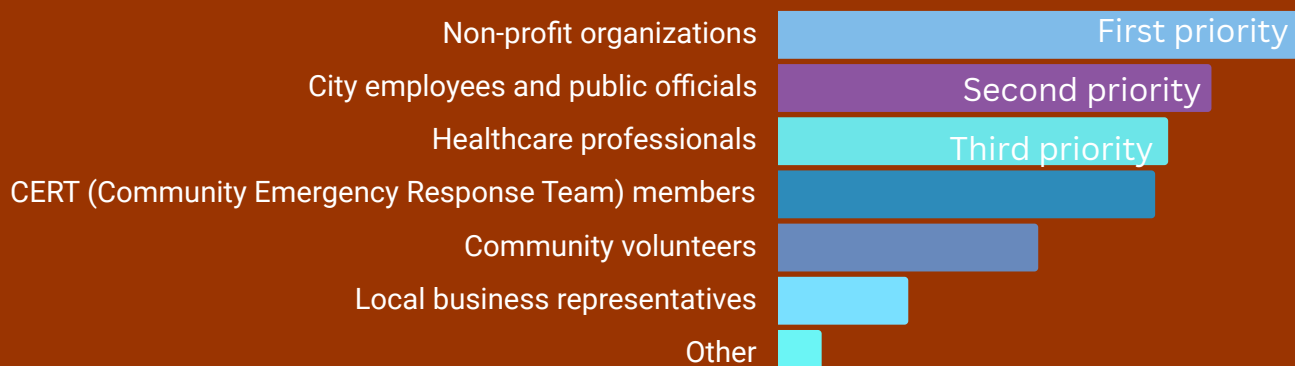 Non-profit organizations First priority
City employees and public officials Second priority
Healthcare professionals Third priority
CERT (Community Emergency Response Team) members
Community volunteers
Local business representatives
Other